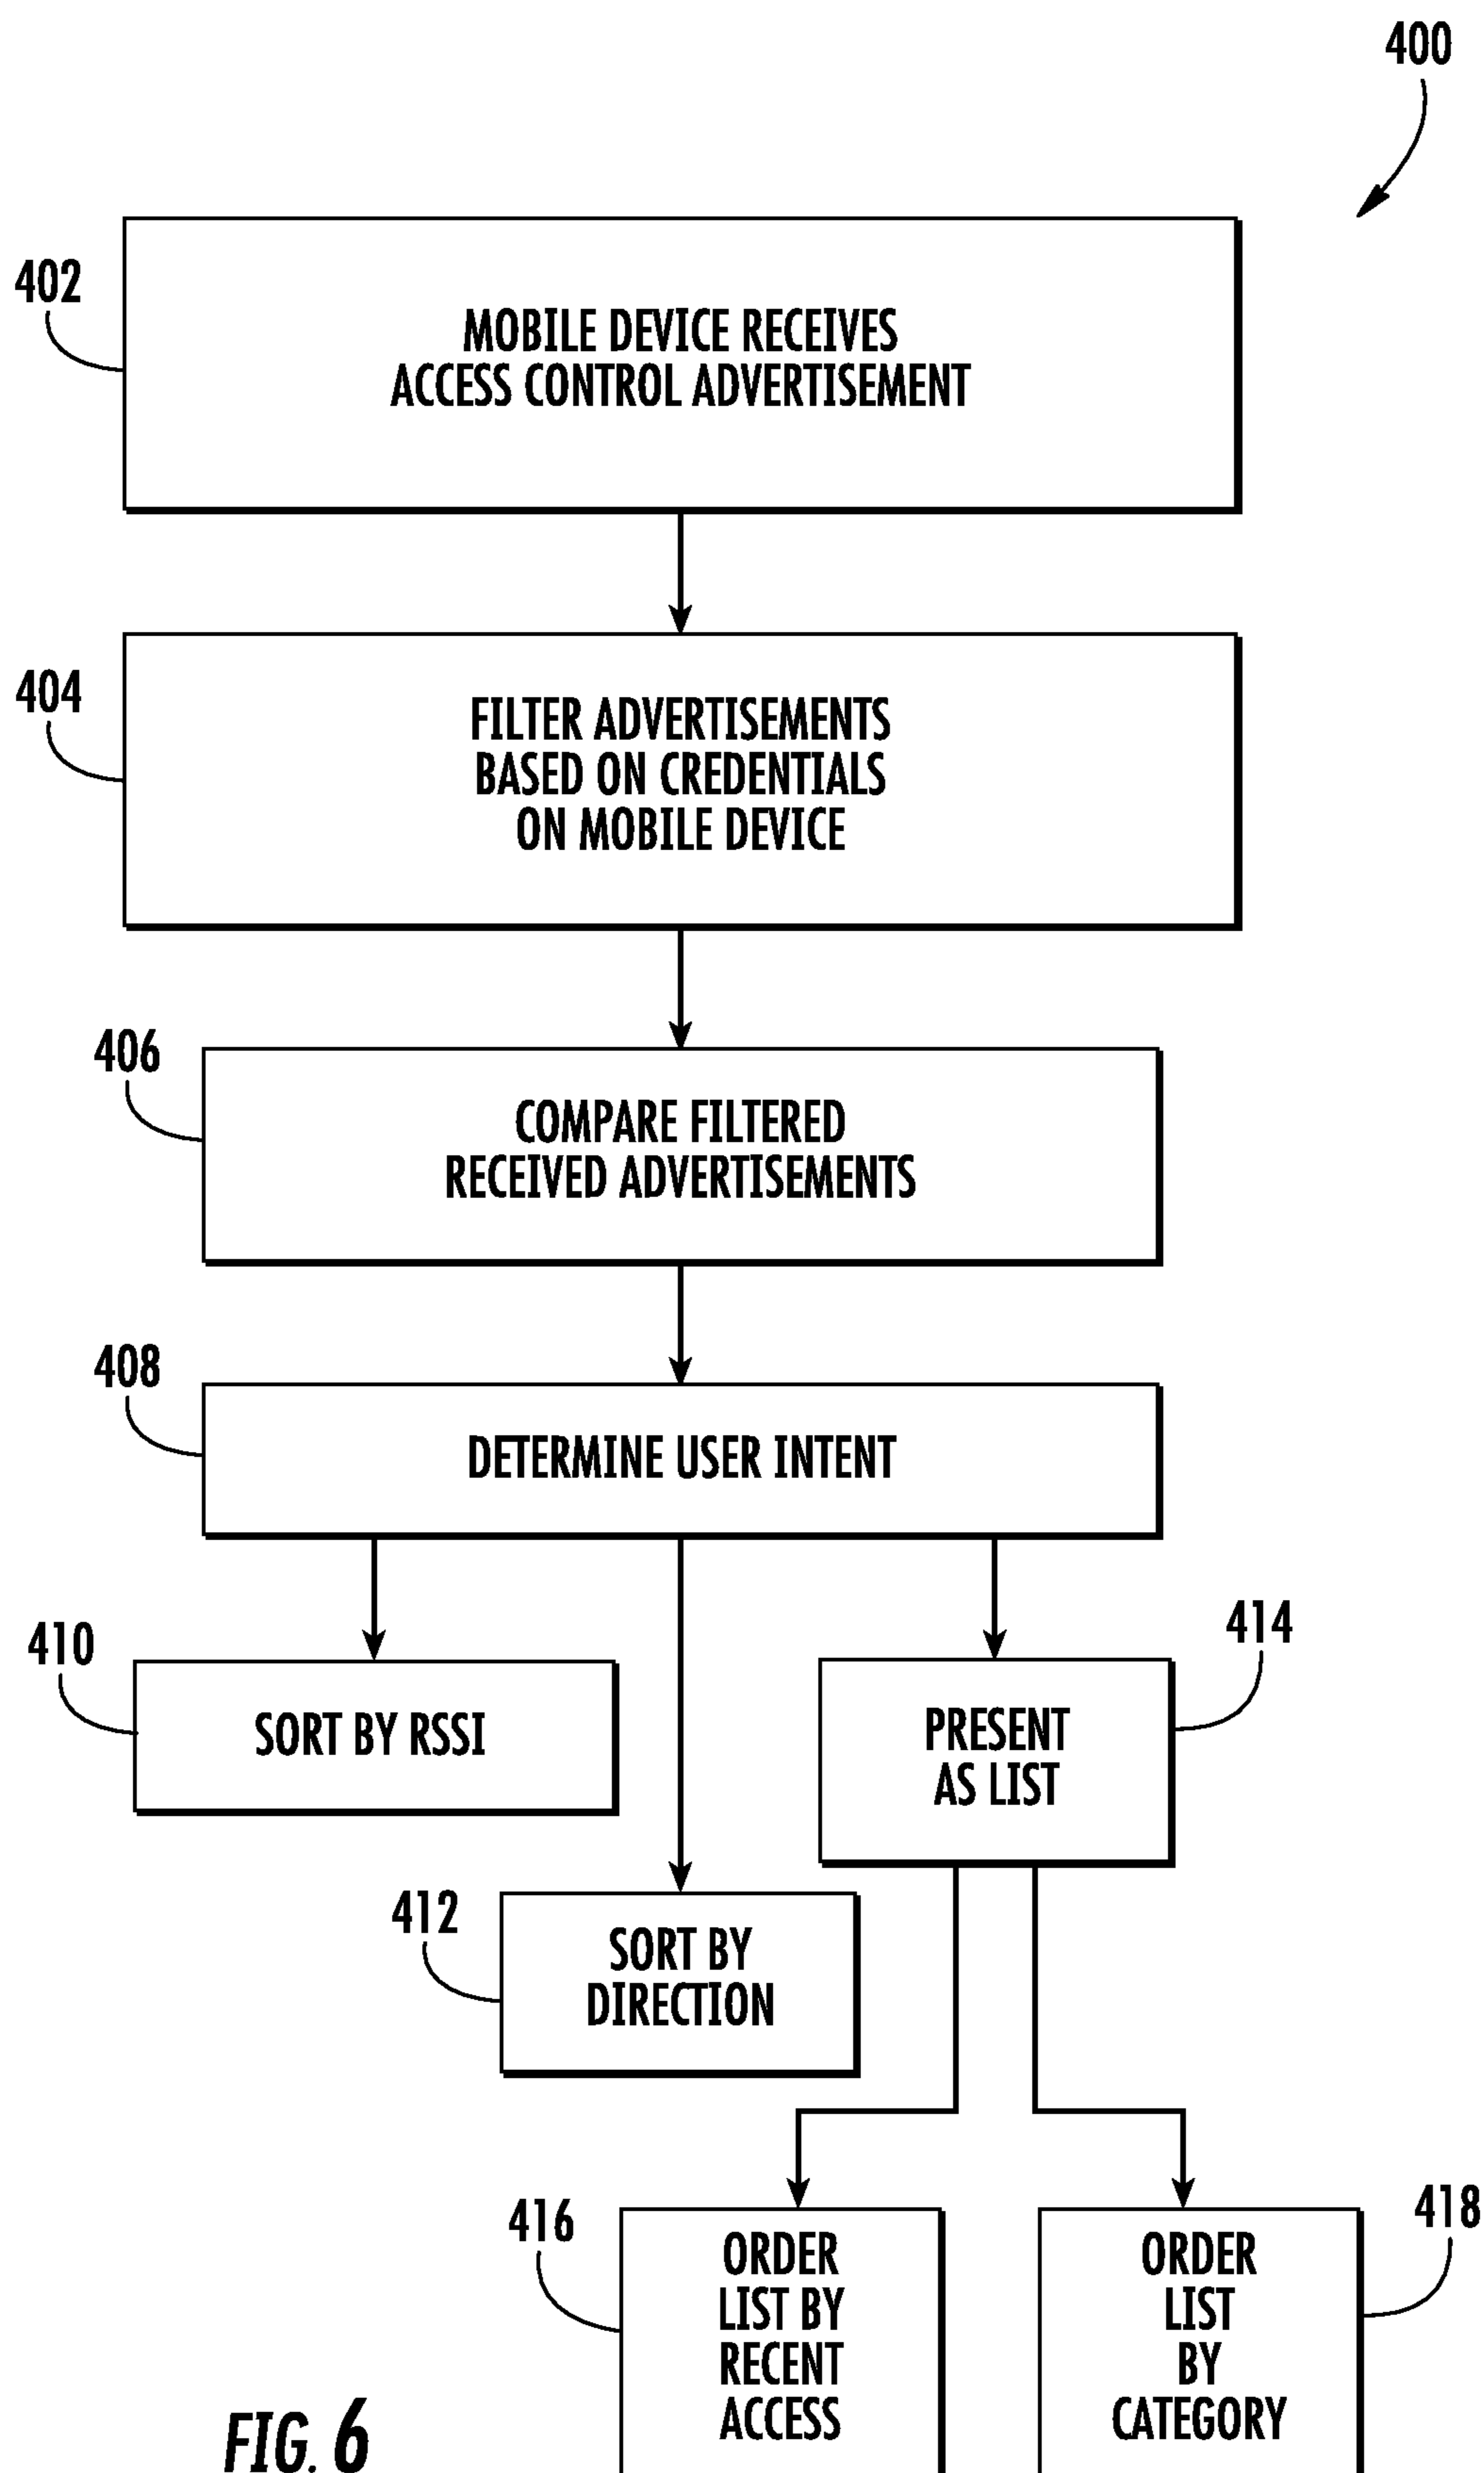 400
402
MOBILE DEVICE RECEIVES
ACCESS CONTROL ADVERTISEMENT
404
FILTER ADVERTISEMENTS
BASED ON CREDENTIALS
ON MOBILE DEVICE
406
COMPARE FILTERED
RECEIVED ADVERTISEMENTS
408
DETERMINE USER INTENT
410
SORT BY RSSI
414
PRESENT
AS LIST
412
SORT BY
DIRECTION
416
ORDER
LIST BY
RECENT
ACCESS
418
ORDER
LIST
BY
CATEGORY
FIG. 6